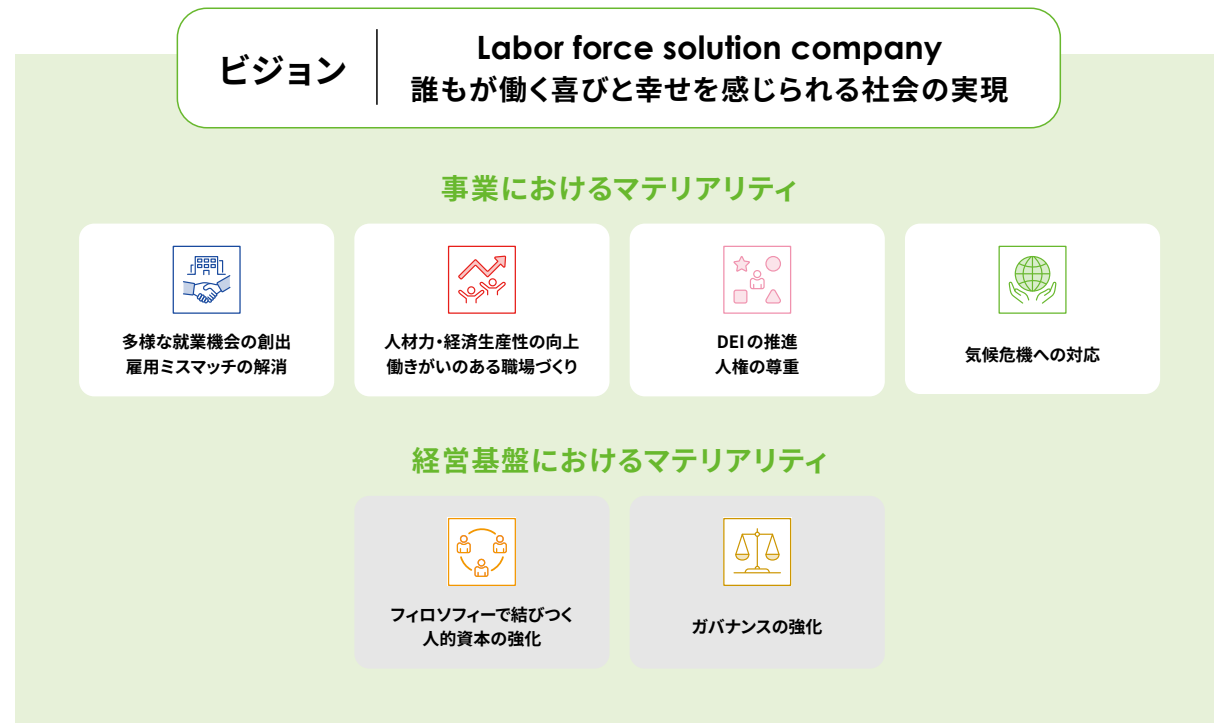 ビジョン
Labor force solution company
誰もが働く喜びと幸せを感じられる社会の実現
事業におけるマテリアリティ
多様な就業機会の創出
雇用ミスマッチの解消
人材力・経済生産性の向上
働きがいのある職場づくり
DEIの推進
人権の尊重
気候危機への対応
経営基盤におけるマテリアリティ
フィロソフィーで結びつく
人的資本の強化
ガバナンスの強化